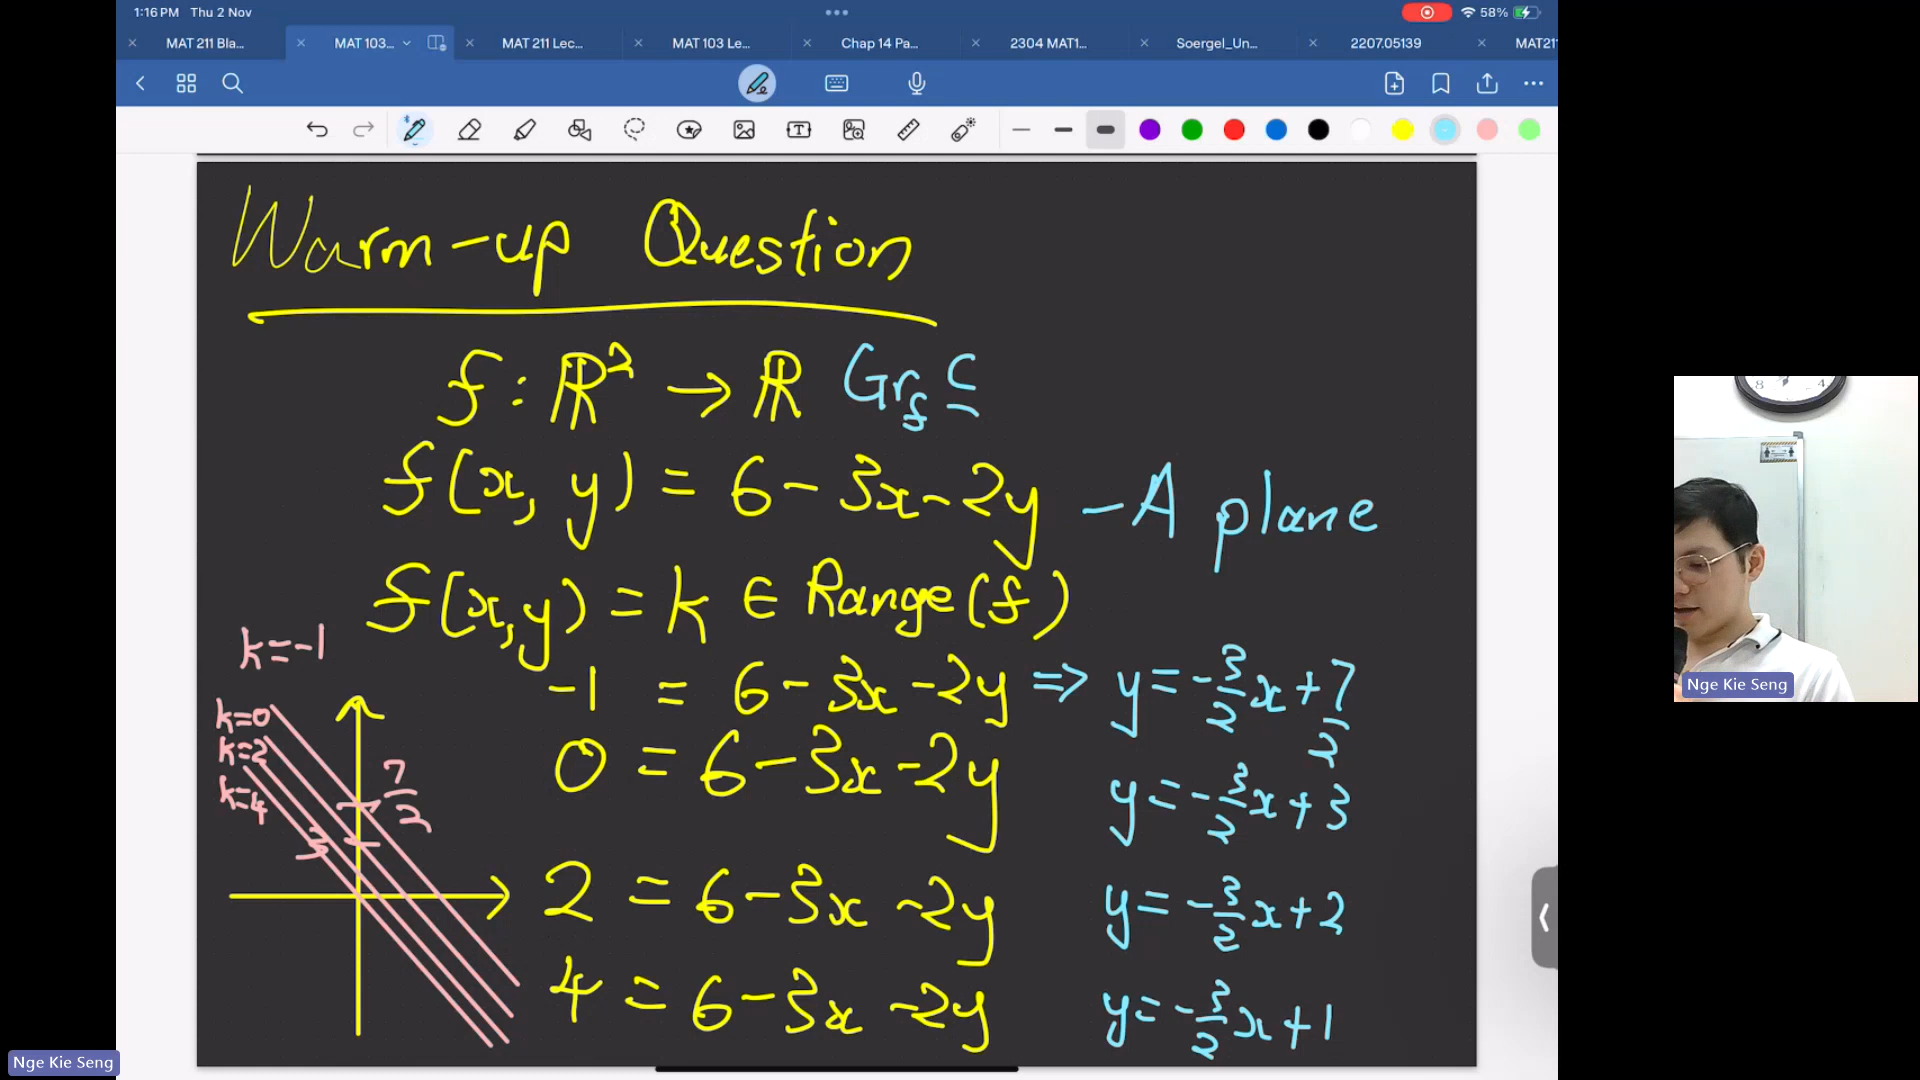 1:16 PM Thu 2 Nov
58%
MAT 211 Bla...
MAT 103...
MAT 211 Lec...
MAT 103 Le...
Chap 14 Pa...
2304 MAT1...
Soergel_Un...
2207.05139
MAT21
Warm-up Question
f : ℝ² → ℝ Gr_f ⊆
f(x, y) = 6 - 3x - 2y - A plane
f(x,y) = k ∈ Range(f)
k=-1
-1 = 6 - 3x - 2y ⇒ y = -3/2 x + 7/2
k=0
k=2
k=4
7/2
3
0 = 6 - 3x - 2y
y = -3/2 x + 3
2 = 6 - 3x - 2y
y = -3/2 x + 2
4 = 6 - 3x - 2y
y = -3/2 x + 1
8 4
Nge Kie Seng
Nge Kie Seng